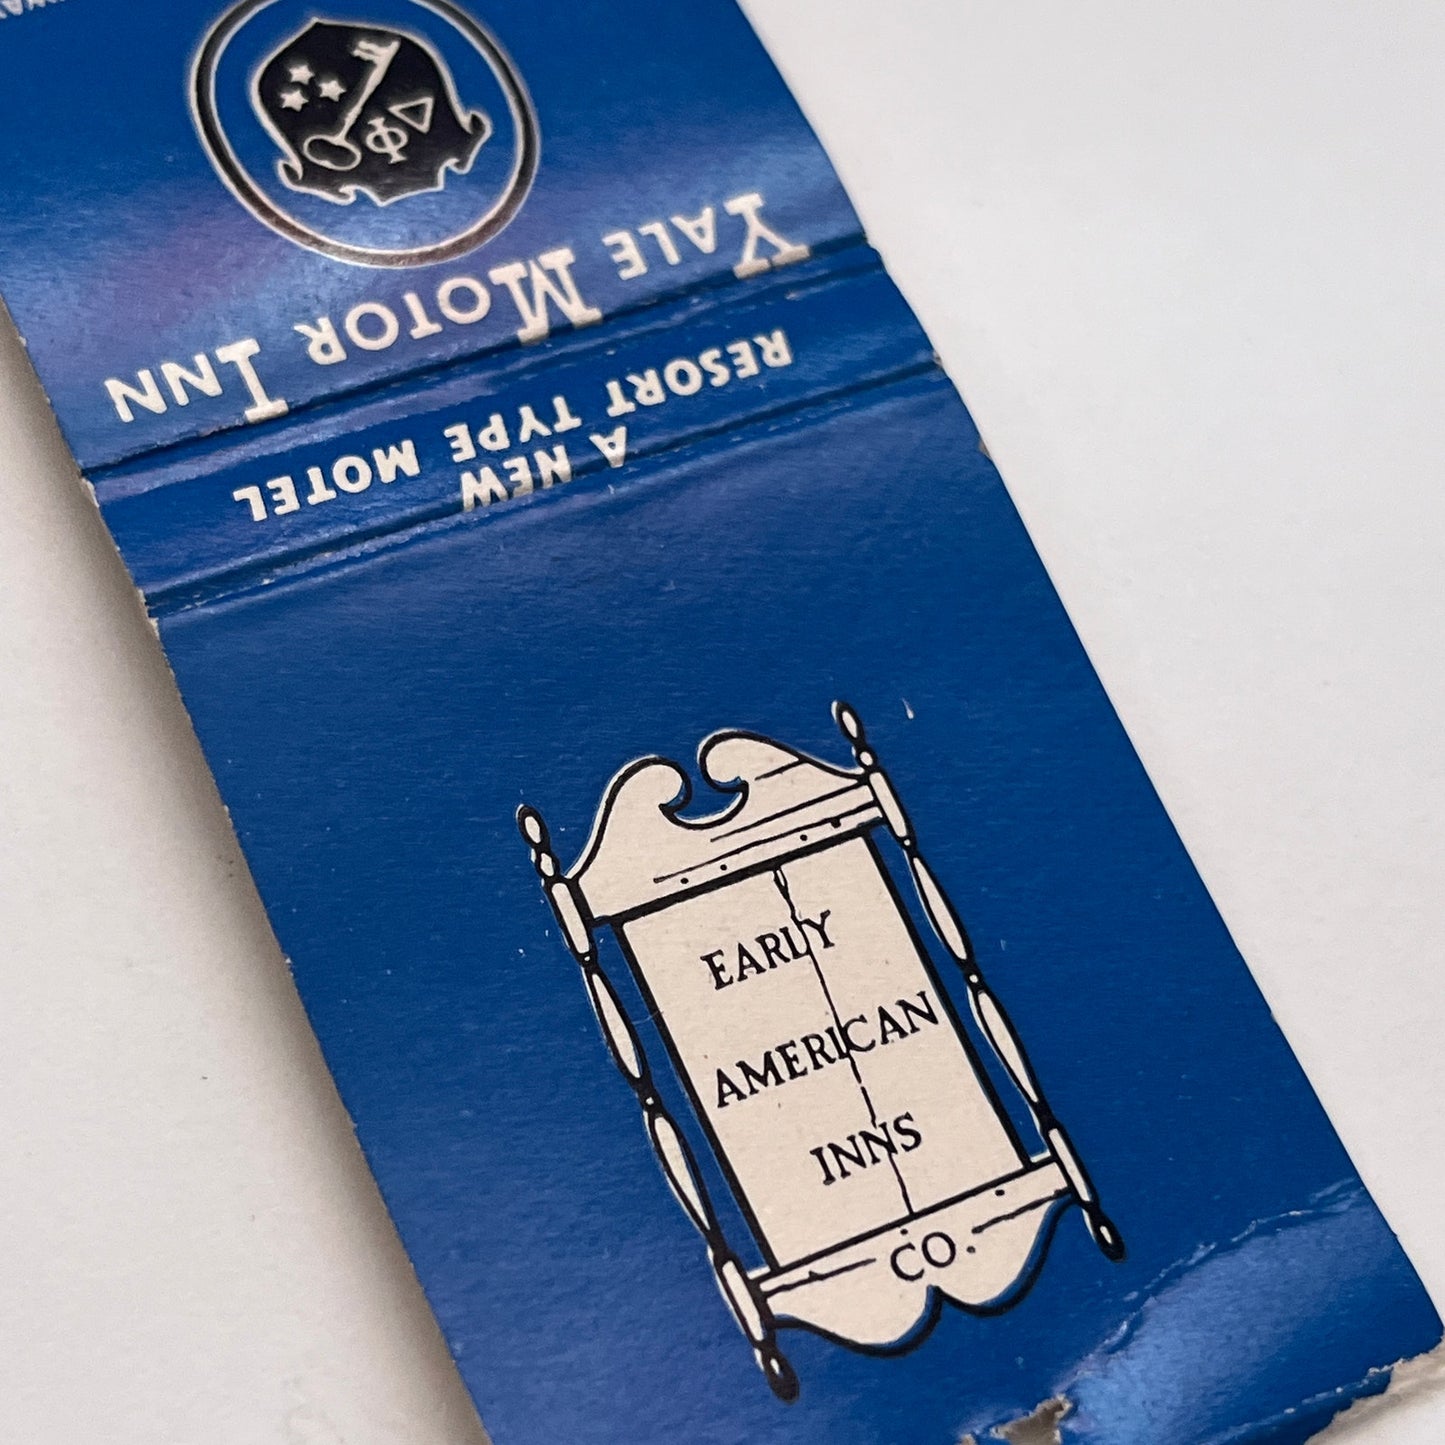 ΦΔ
YALE MOTOR INN
A NEW
RESORT TYPE MOTEL
EARLY
AMERICAN
INNS
CO.